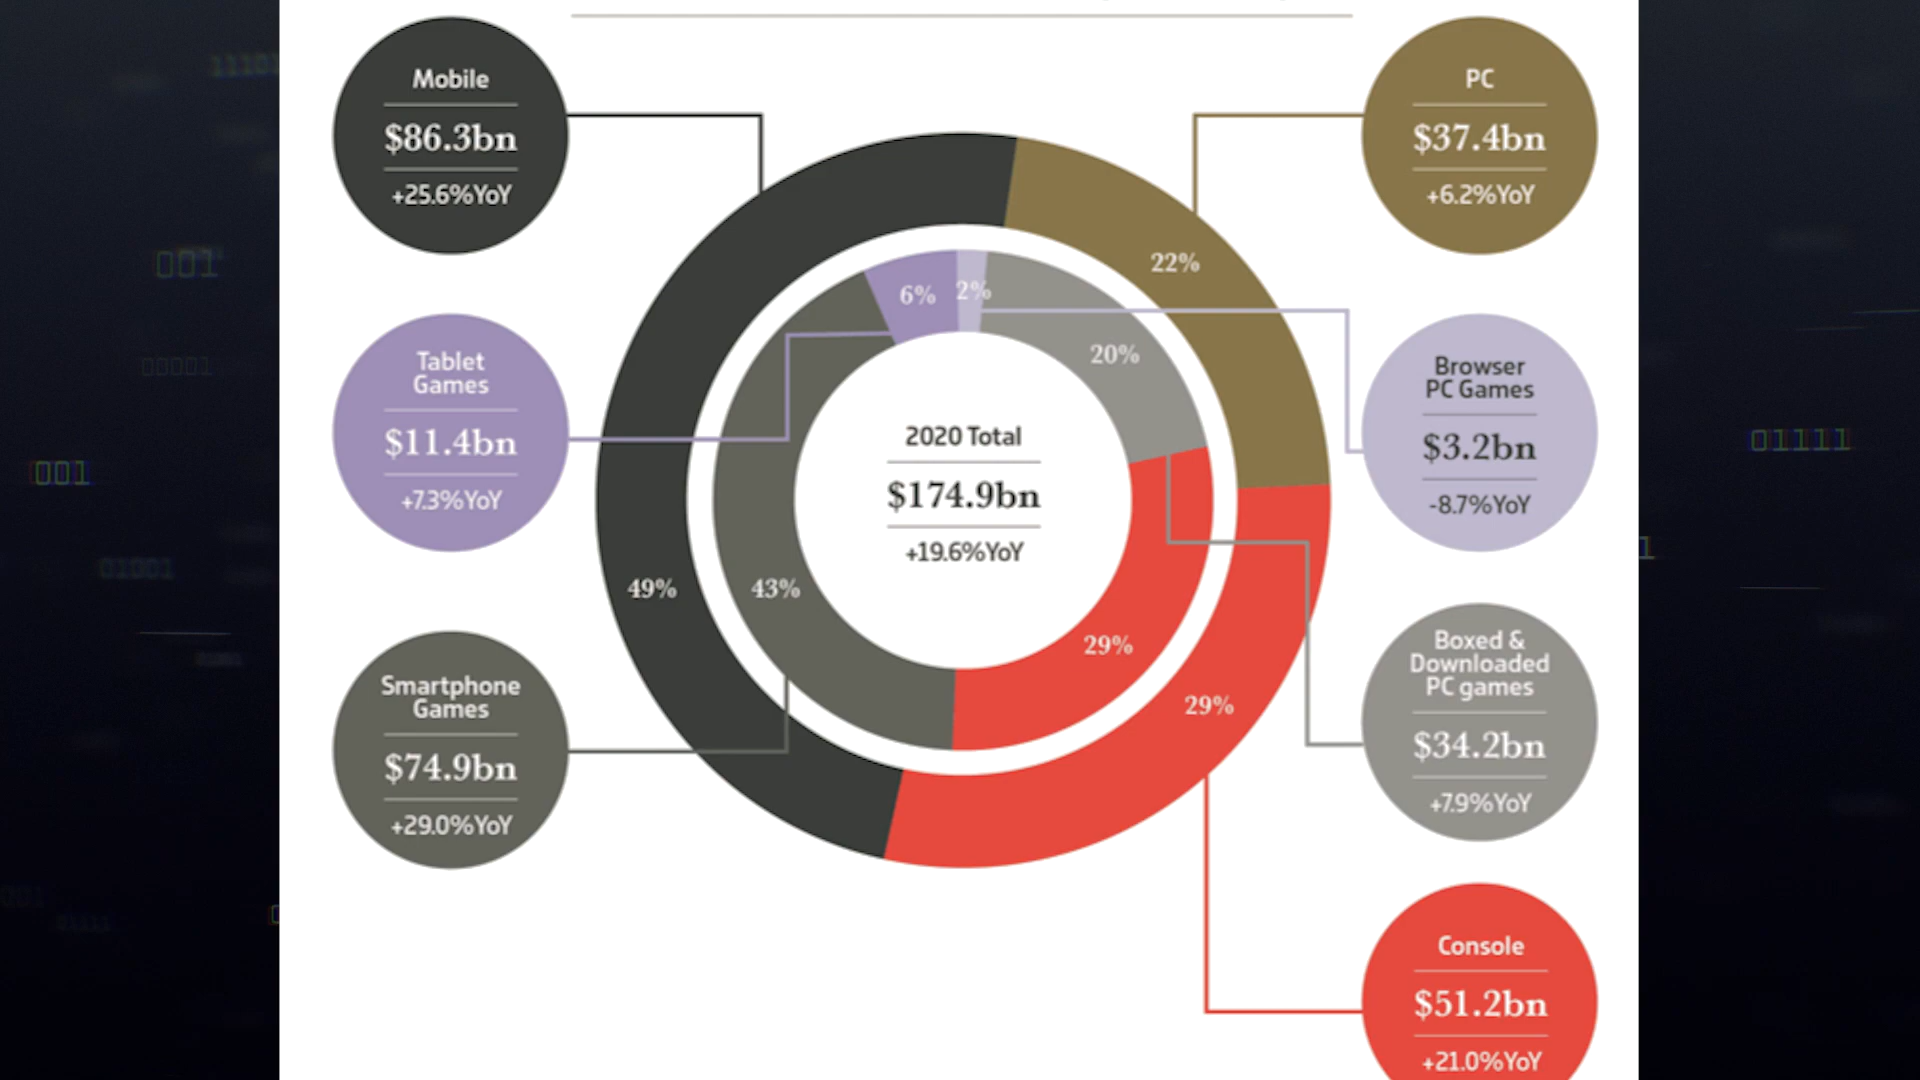 Mobile
$86.3bn
+25.6%YoY
PC
$37.4bn
+6.2%YoY
22%
6%
2%
20%
Tablet
Games
$11.4bn
+7.3%YoY
Browser
PC Games
$3.2bn
-8.7%YoY
2020 Total
$174.9bn
+19.6%YoY
49%
43%
29%
29%
Smartphone
Games
$74.9bn
+29.0%YoY
Boxed &
Downloaded
PC games
$34.2bn
+7.9%YoY
Console
$51.2bn
+21.0%YoY
11101
001
00001
001
01001
01111